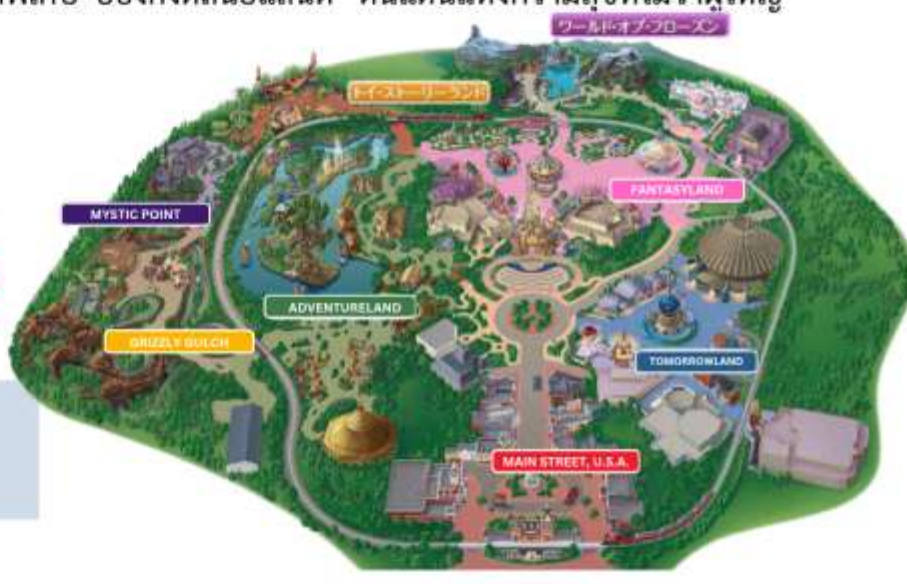 ワールド・オブ・フローズン
トイ・ストーリーランド
FANTASYLAND
MYSTIC POINT
ADVENTURELAND
GRIZZLY GULCH
TOMORROWLAND
MAIN STREET, U.S.A.